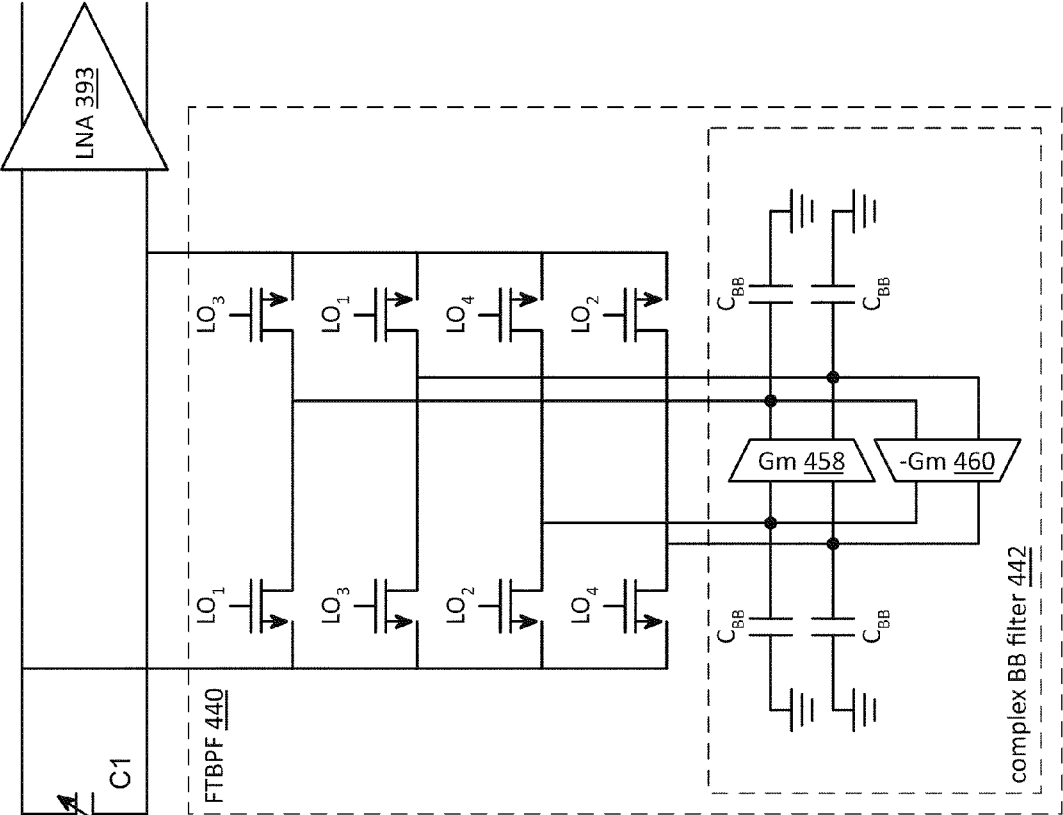 LNA 393
C1
FTBPF 440
LO3
LO1
LO4
LO2
LO1
LO3
LO2
LO4
CBB
CBB
Gm 458
-Gm 460
CBB
CBB
complex BB filter 442